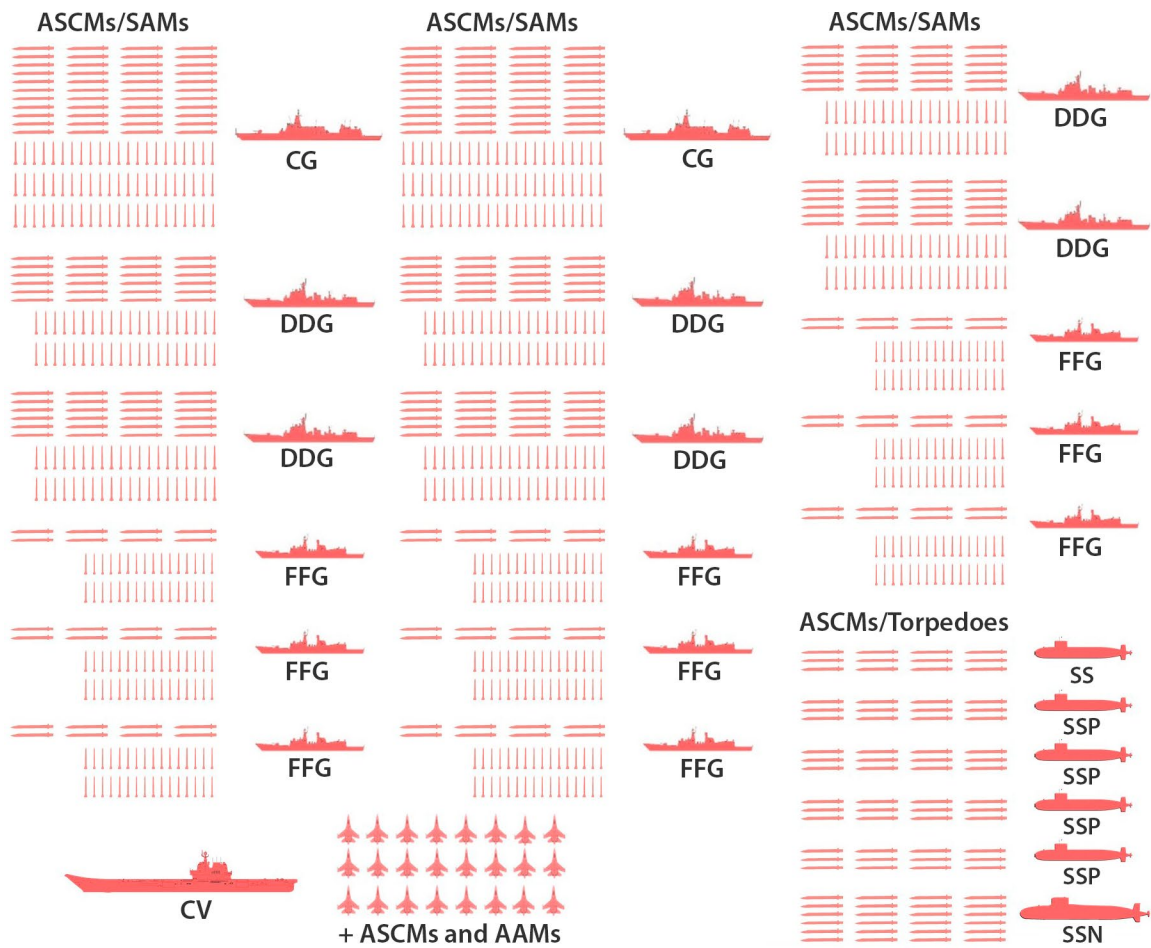 ASCMs/SAMs
CG
DDG
DDG
FFG
FFG
FFG
ASCMs/SAMs
CG
DDG
DDG
FFG
FFG
FFG
ASCMs/SAMs
DDG
DDG
FFG
FFG
FFG
ASCMs/Torpedoes
SS
SSP
SSP
SSP
SSP
SSN
CV
+ ASCMs and AAMs